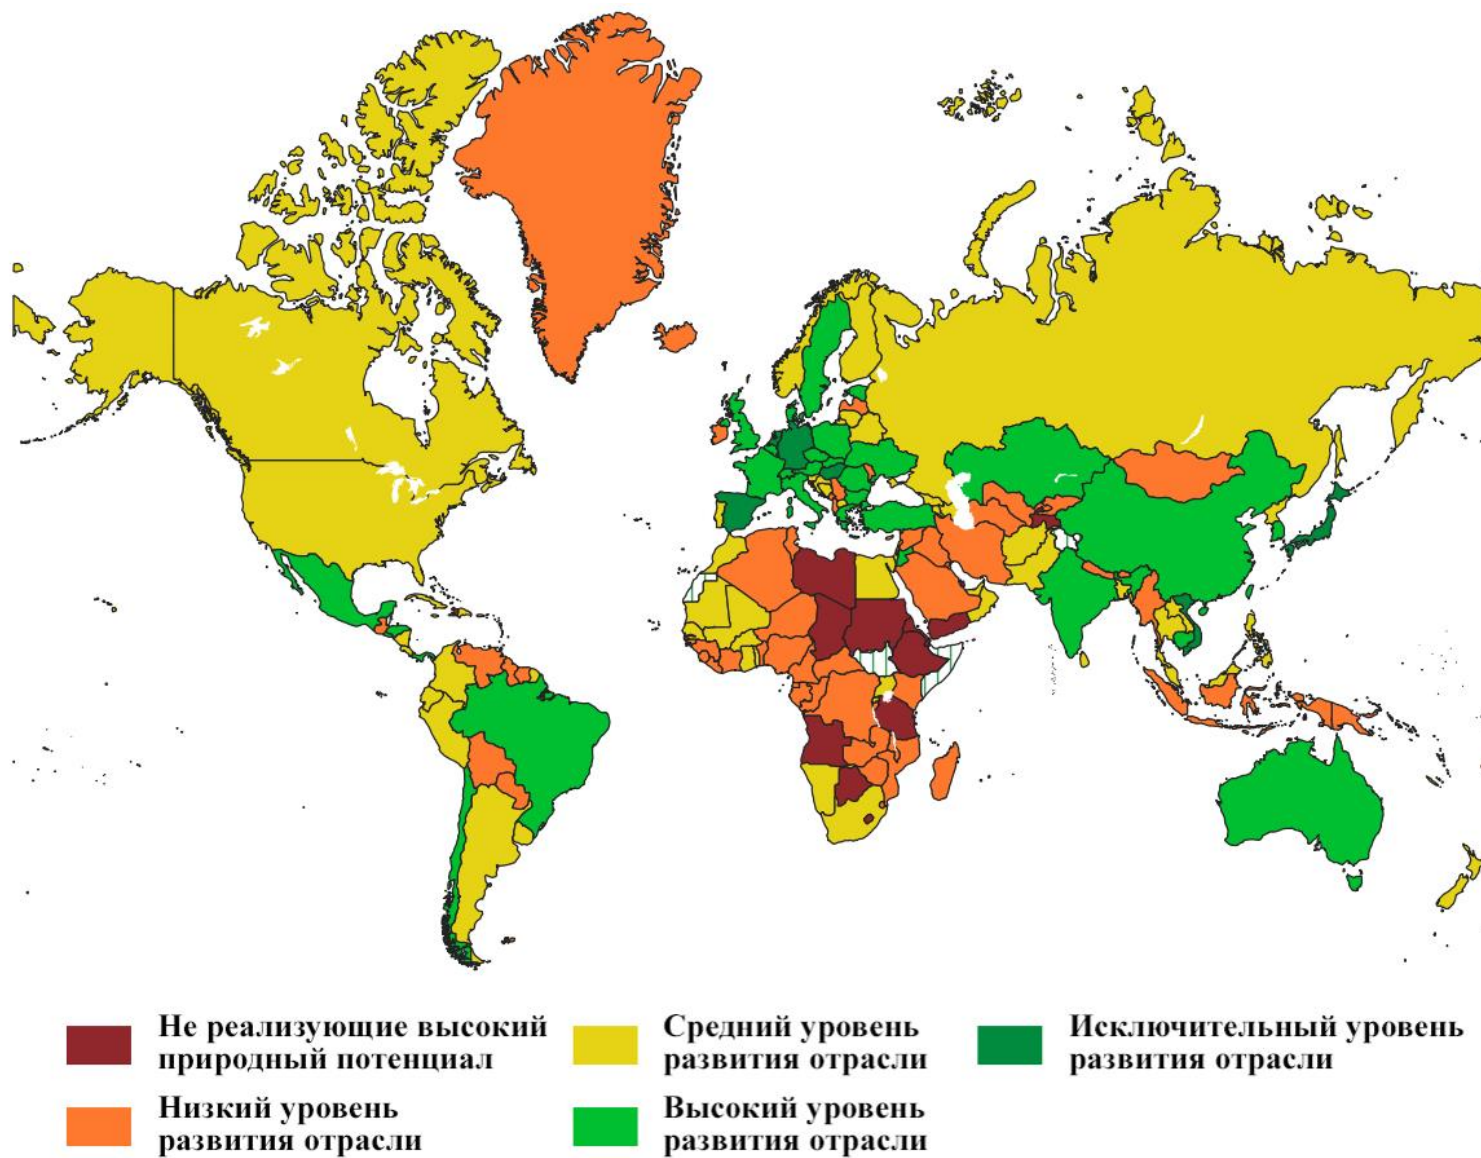 Не реализующие высокий
природный потенциал
Низкий уровень
развития отрасли
Средний уровень
развития отрасли
Высокий уровень
развития отрасли
Исключительный уровень
развития отрасли